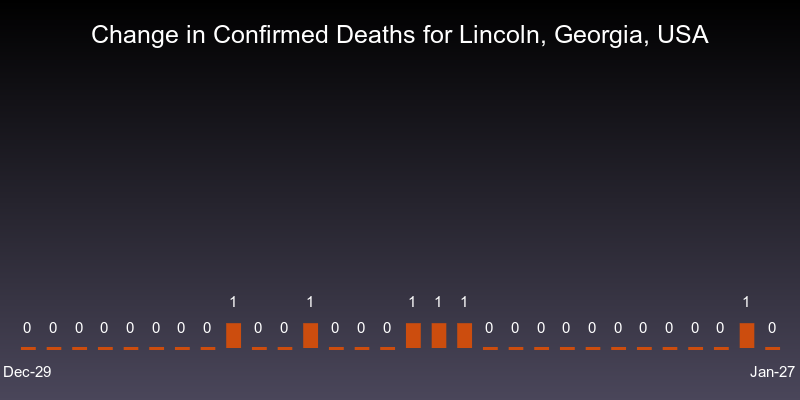 Change in Confirmed Deaths for Lincoln, Georgia, USA
1 1 1 1 1 1
0 0 0 0 0 0 0 0 0 0 0 0 0 0 0 0 0 0 0 0 0 0 0 0
Dec-29 Jan-27